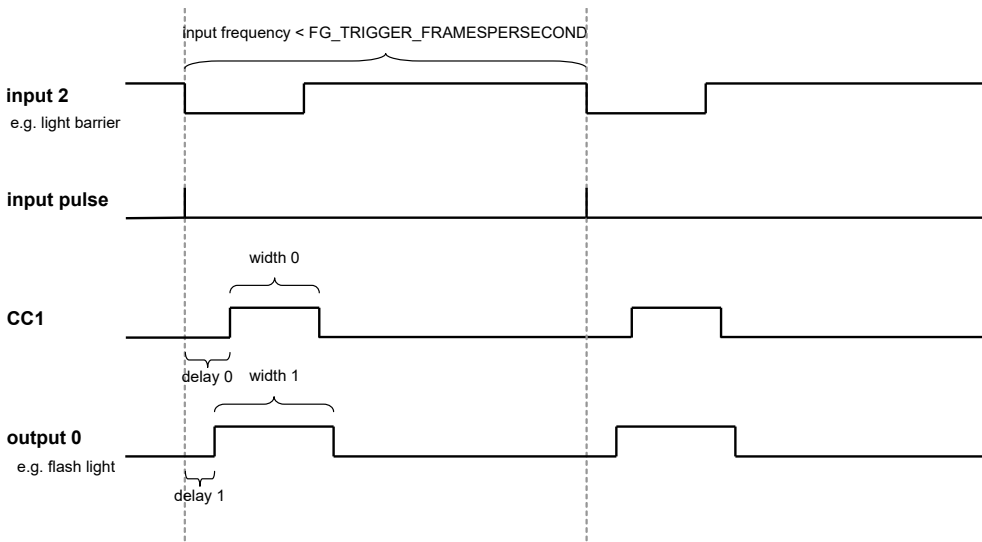 input frequency < FG_TRIGGER_FRAMESPERSECOND
input 2
e.g. light barrier
input pulse
width 0
CC1
delay 0
width 1
output 0
e.g. flash light
delay 1